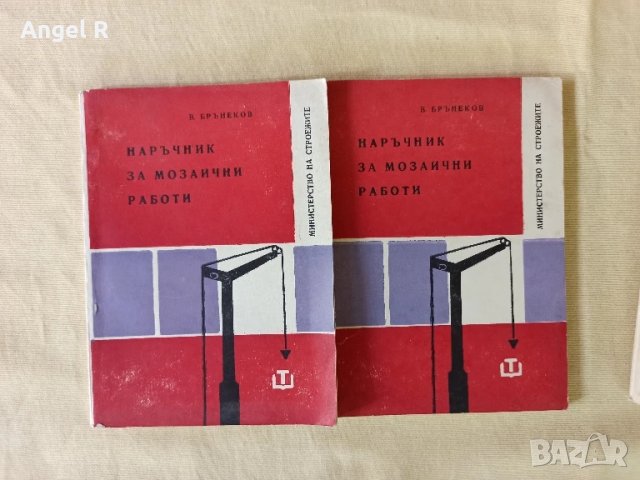 Angel R
В. БРЪНЕКОВ
НАРЪЧНИК
ЗА МОЗАИЧНИ
РАБОТИ
МИНИСТЕРСТВО НА СТРОЕЖИТЕ
Т
В. БРЪНЕКОВ
НАРЪЧНИК
ЗА МОЗАИЧНИ
РАБОТИ
МИНИСТЕРСТВО НА СТРОЕЖИТЕ
Т
BAZAR